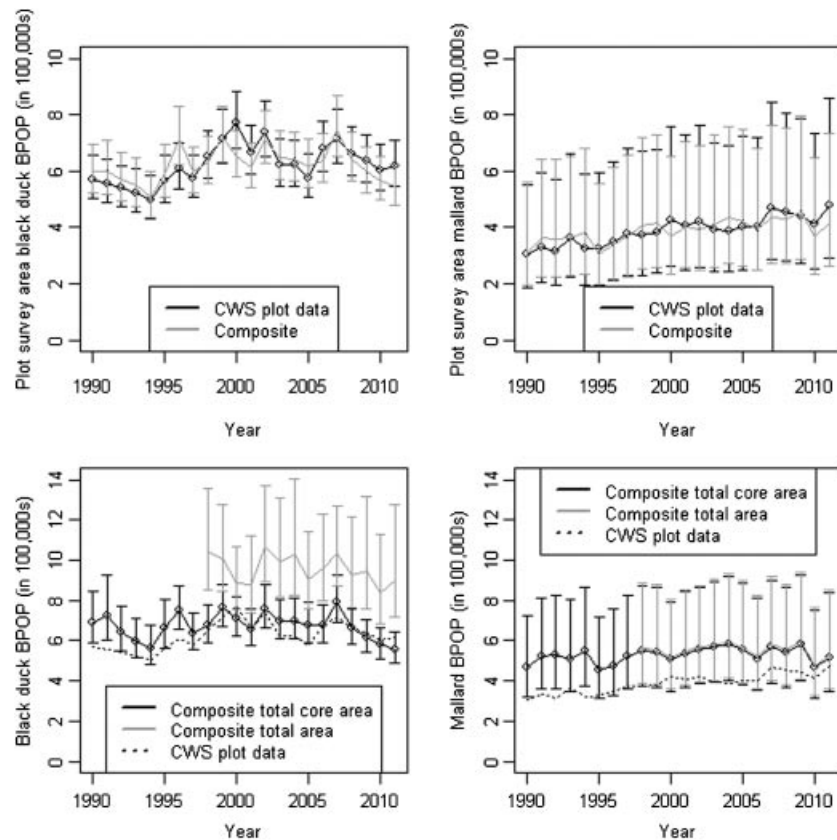 Plot survey area black duck BPOP (in 100,000s)
10
8
6
4
2
0
CWS plot data
Composite
1990 1995 2000 2005 2010
Year
Plot survey area mallard BPOP (in 100,000s)
10
8
6
4
2
0
CWS plot data
Composite
1990 1995 2000 2005 2010
Year
Black duck BPOP (in 100,000s)
14
12
10
8
6
4
2
0
Composite total core area
Composite total area
CWS plot data
1990 1995 2000 2005 2010
Year
Mallard BPOP (in 100,000s)
14
12
10
8
6
4
2
0
Composite total core area
Composite total area
CWS plot data
1990 1995 2000 2005 2010
Year